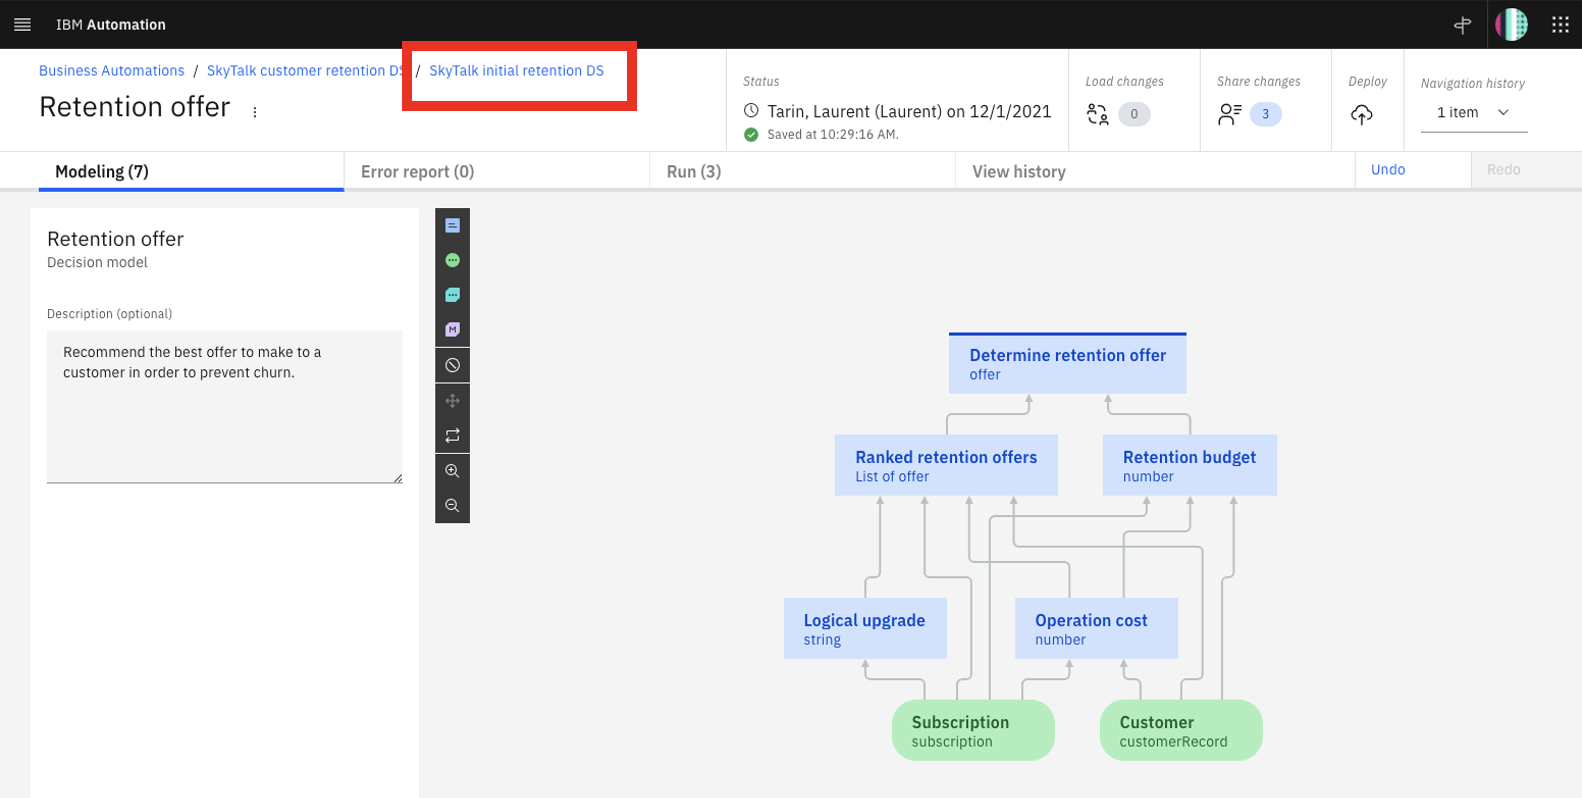 IBM Automation
Business Automations / SkyTalk customer retention DS / SkyTalk initial retention DS
Retention offer
Status
Tarin, Laurent (Laurent) on 12/1/2021
Saved at 10:29:16 AM.
Load changes
0
Share changes
3
Deploy
Navigation history
1 item
Modeling (7)
Error report (0)
Run (3)
View history
Undo
Redo
Retention offer
Decision model
Description (optional)
Recommend the best offer to make to a
customer in order to prevent churn.
M
Determine retention offer
offer
Ranked retention offers
List of offer
Retention budget
number
Logical upgrade
string
Operation cost
number
Subscription
subscription
Customer
customerRecord